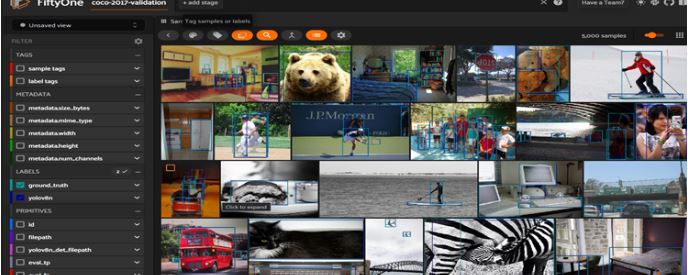 FiftyOne coco-2017-validation + add stage Have a Team?
Unsaved view
Tag samples or labels
5,000 samples
FILTER
TAGS
sample tags
label tags
METADATA
metadata.size_bytes
metadata.mime_type
metadata.width
metadata.height
metadata.num_channels
LABELS 2 ✓
ground_truth
yolov8n
PRIMITIVES
id
filepath
yolov8n_det_filepath
eval_tp
J.P.Morgan
Click to expand